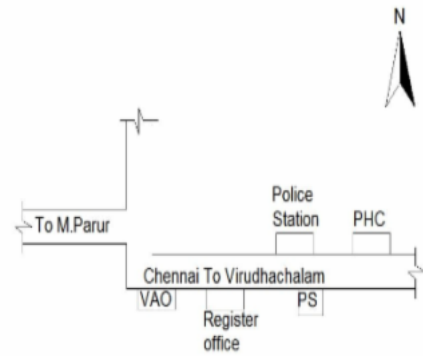 N
Police
Station
PHC
To M.Parur
Chennai To Virudhachalam
VAO
Register
office
PS